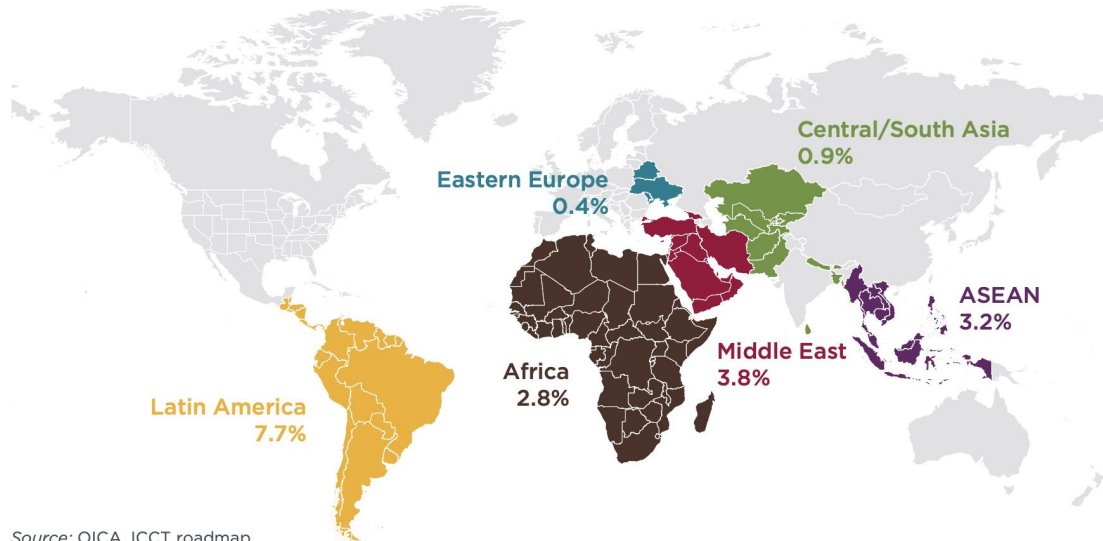 Central/South Asia
0.9%
Eastern Europe
0.4%
ASEAN
3.2%
Middle East
3.8%
Africa
2.8%
Latin America
7.7%
Source: OICA, ICCT roadmap